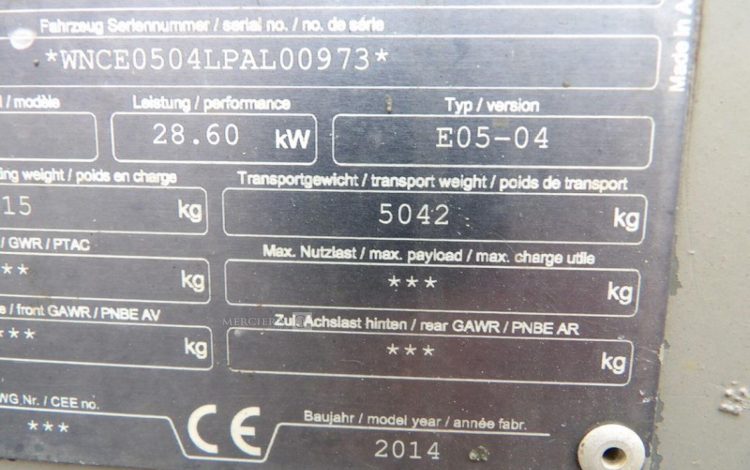 Fahrzeug Seriennummer / serial no. / no. de série
*WNCE0504LPAL00973*
/ modèle Leistung / performance Typ / version
28.60 kW E05-04
ng weight / poids en charge Transportgewicht / transport weight / poids de transport
15 kg 5042 kg
/ GWR / PTAC Max. Nutzlast / max. payload / max. charge utile
** kg *** kg
/ front GAWR / PNBE AV Zul. Achslast hinten / rear GAWR / PNBE AR
*** kg *** kg
WG.Nr. / CEE no. CE Baujahr / model year / année fabr.
*** 2014
Made in A
MERCIER